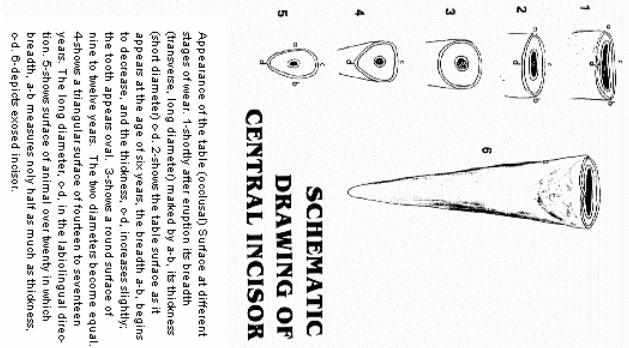 SCHEMATIC
DRAWING OF
CENTRAL INCISOR
1
2
3
4
5
6
Appearance of the table (occlusal) Surface at different
stages of wear. 1-shortly after eruption its breadth
(transverse, long diameter) marked by a-b, its thickness
(short diameter) c-d. 2-shows the table surface as it
appears at the age of six years, the breadth a-b, begins
to decrease, and the thickness, c-d, increases slightly;
the tooth appears oval. 3-shows a round surface of
nine to twelve years. The two diameters become equal.
4-shows a triangular surface of fourteen to seventeen
years. The long diameter, c-d, in the labiolingual direc-
tion. 5-shows surface of animal over twenty in which
breadth, a-b measures noly half as much as thickness,
c-d. 6-depicts exosed incisor.